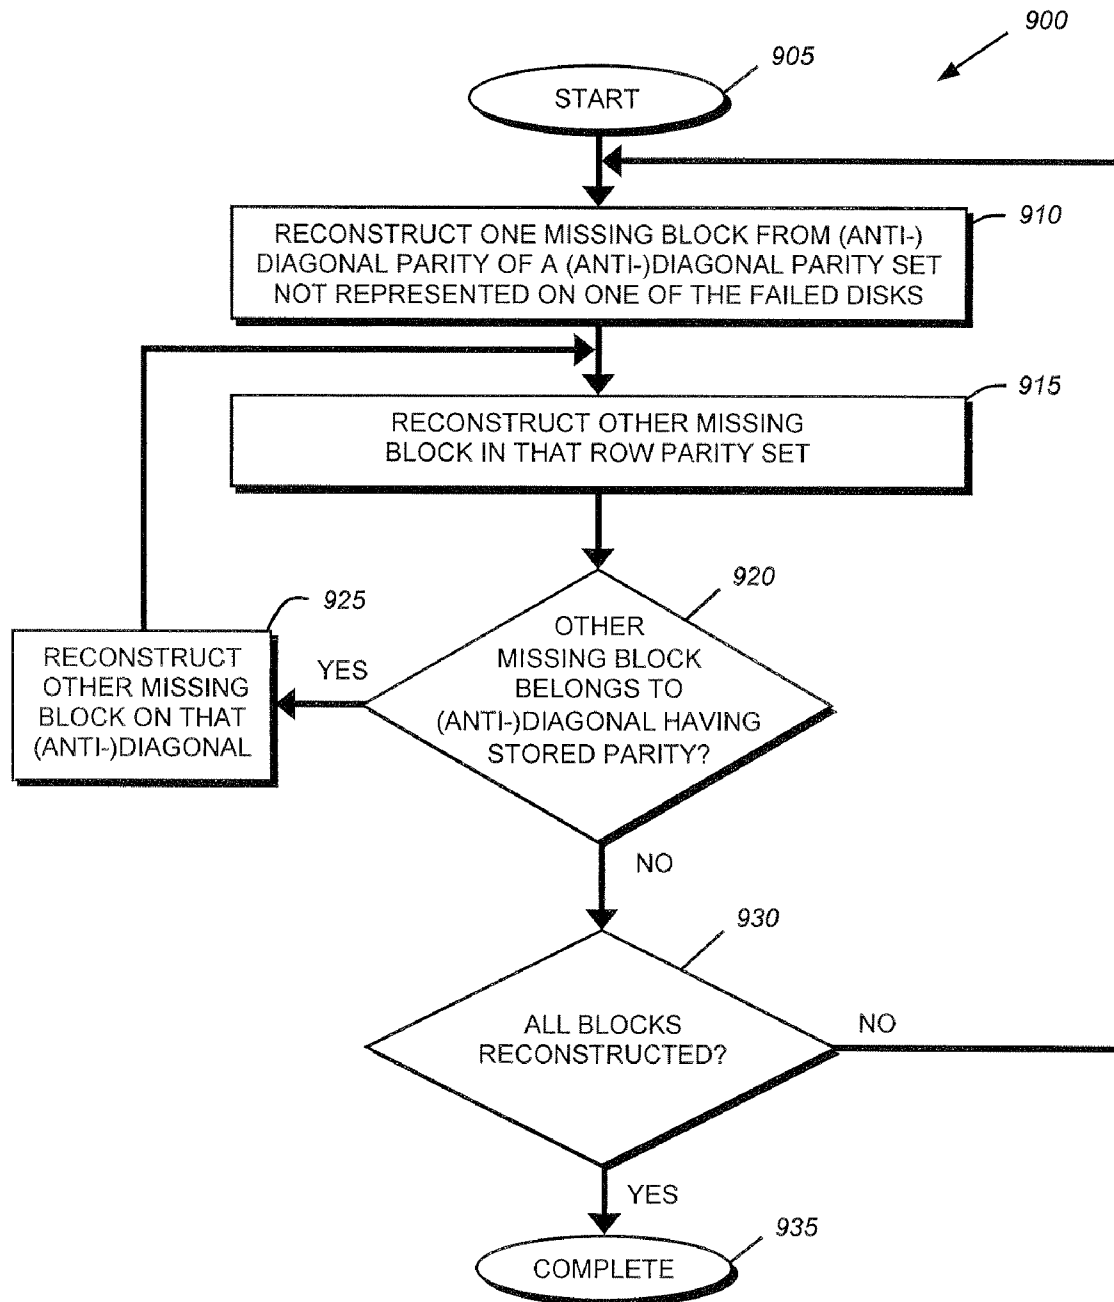 900
905
START
910
RECONSTRUCT ONE MISSING BLOCK FROM (ANTI-)
DIAGONAL PARITY OF A (ANTI-)DIAGONAL PARITY SET
NOT REPRESENTED ON ONE OF THE FAILED DISKS
915
RECONSTRUCT OTHER MISSING
BLOCK IN THAT ROW PARITY SET
920
OTHER
MISSING BLOCK
BELONGS TO
(ANTI-)DIAGONAL HAVING
STORED PARITY?
YES
925
RECONSTRUCT
OTHER MISSING
BLOCK ON THAT
(ANTI-)DIAGONAL
NO
930
ALL BLOCKS
RECONSTRUCTED?
NO
YES
935
COMPLETE